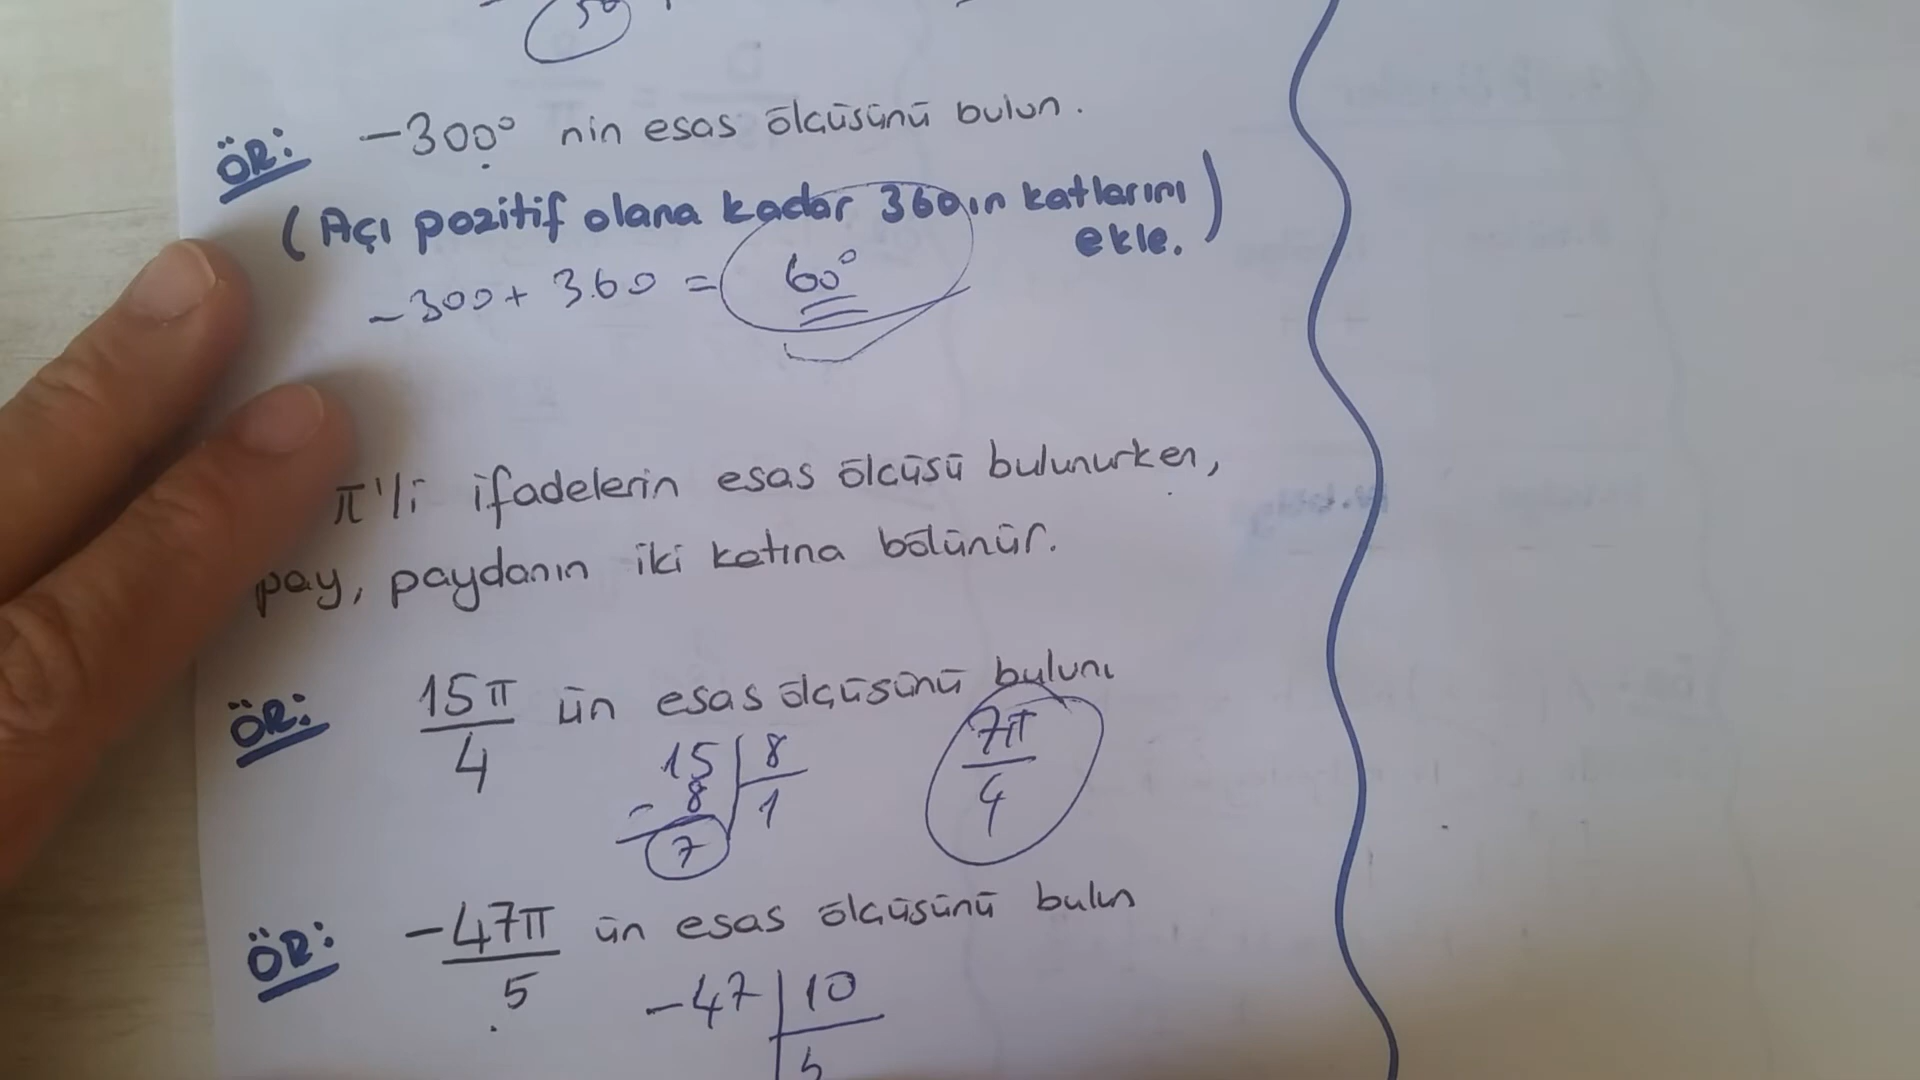 ÖR: -300° nin esas ölçüsünü bulun.
(Açı pozitif olana kadar 360ın katlarını
ekle.)
-300+ 360 = 60°
π'li ifadelerin esas ölçüsü bulunurken,
pay, paydanın iki katına bölünür.
ÖR: 15π/4 ün esas ölçüsünü bulunı
15 | 8
- 8 | 1
7
7π/4
ÖR: -47π/5 ün esas ölçüsünü bulun
-47 | 10